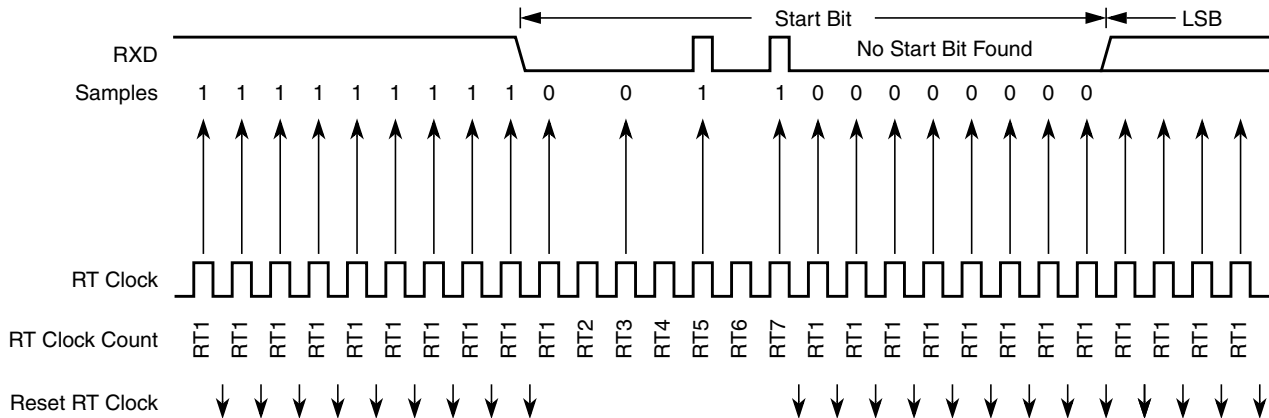 Start Bit LSB
RXD No Start Bit Found
Samples 1 1 1 1 1 1 1 1 1 0 0 1 1 0 0 0 0 0 0 0 0
RT Clock
RT Clock Count RT1 RT1 RT1 RT1 RT1 RT1 RT1 RT1 RT1 RT1 RT2 RT3 RT4 RT5 RT6 RT7 RT1 RT1 RT1 RT1 RT1 RT1 RT1 RT1 RT1 RT1 RT1 RT1
Reset RT Clock